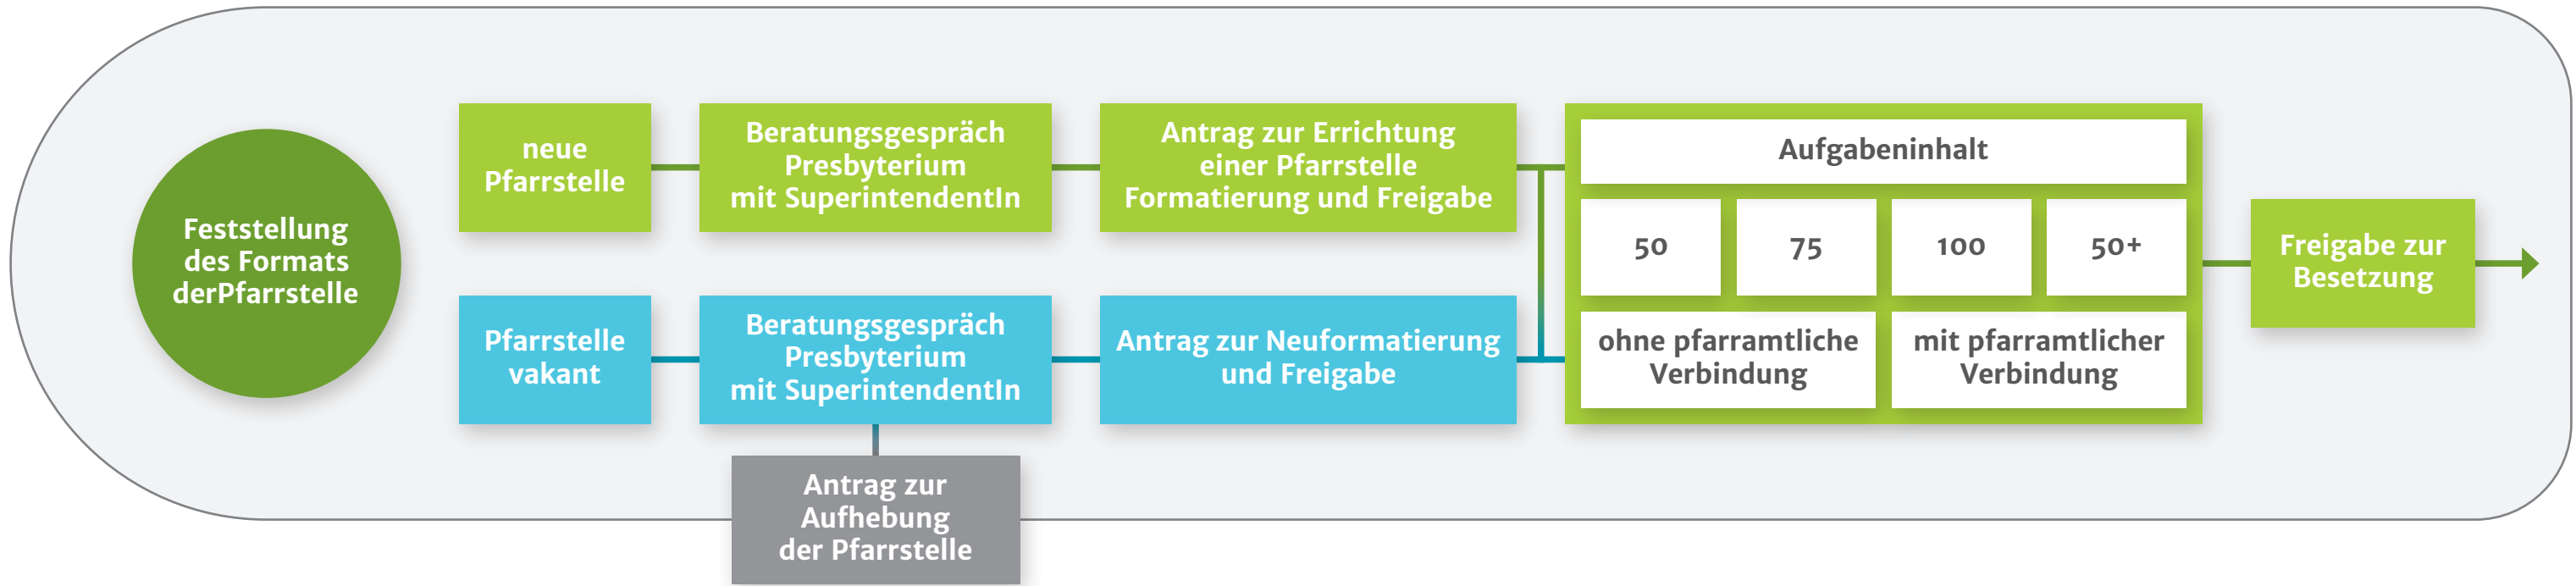 Feststellung
des Formats
derPfarrstelle
neue
Pfarrstelle
Beratungsgespräch
Presbyterium
mit SuperintendentIn
Antrag zur Errichtung
einer Pfarrstelle
Formatierung und Freigabe
Pfarrstelle
vakant
Beratungsgespräch
Presbyterium
mit SuperintendentIn
Antrag zur Neuformatierung
und Freigabe
Antrag zur
Aufhebung
der Pfarrstelle
Aufgabeninhalt
50
75
100
50+
ohne pfarramtliche
Verbindung
mit pfarramtlicher
Verbindung
Freigabe zur
Besetzung